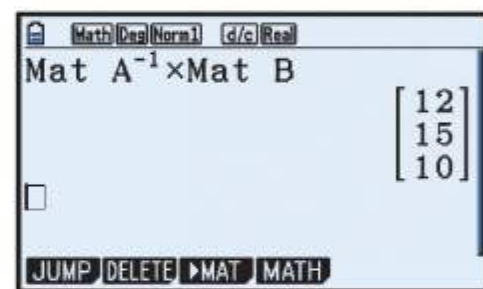 Math Deg Norm1 d/c Real
Mat A⁻¹×Mat B
[12]
[15]
[10]
JUMP DELETE ▶MAT MATH